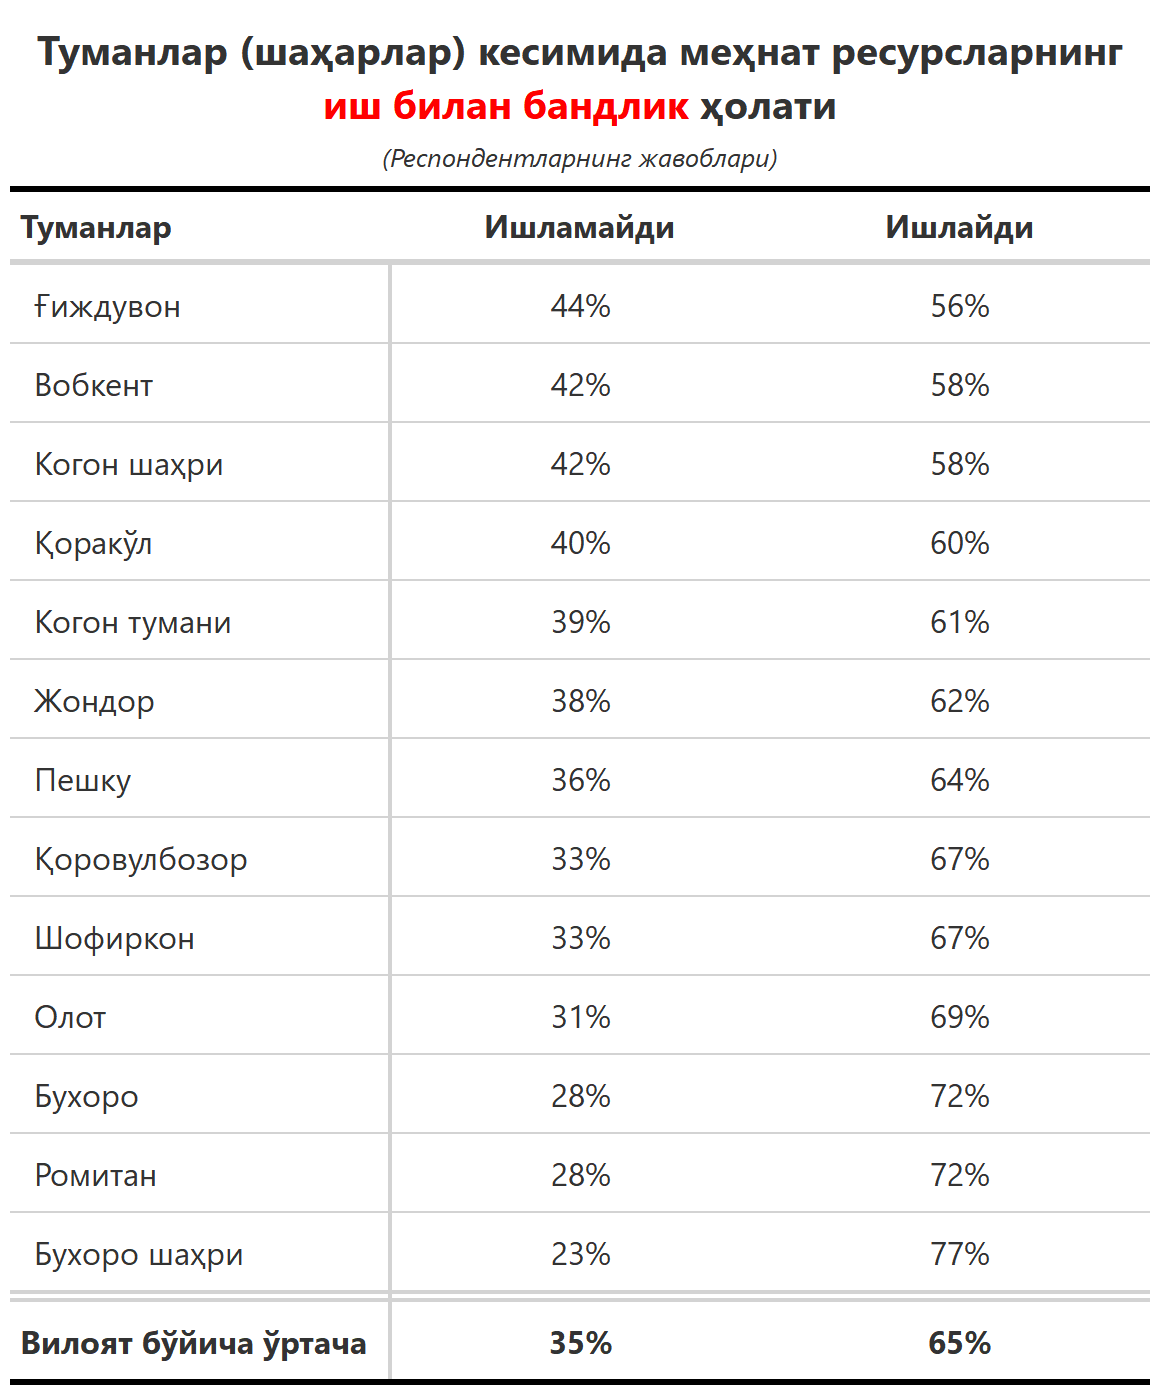 Туманлар (шаҳарлар) кесимида меҳнат ресурсларнинг
иш билан бандлик ҳолати
(Респондентларнинг жавоблари)
Туманлар Ишламайди Ишлайди
Ғиждувон 44% 56%
Вобкент 42% 58%
Когон шаҳри 42% 58%
Қоракўл 40% 60%
Когон тумани 39% 61%
Жондор 38% 62%
Пешку 36% 64%
Қоровулбозор 33% 67%
Шофиркон 33% 67%
Олот 31% 69%
Бухоро 28% 72%
Ромитан 28% 72%
Бухоро шаҳри 23% 77%
Вилоят бўйича ўртача 35% 65%